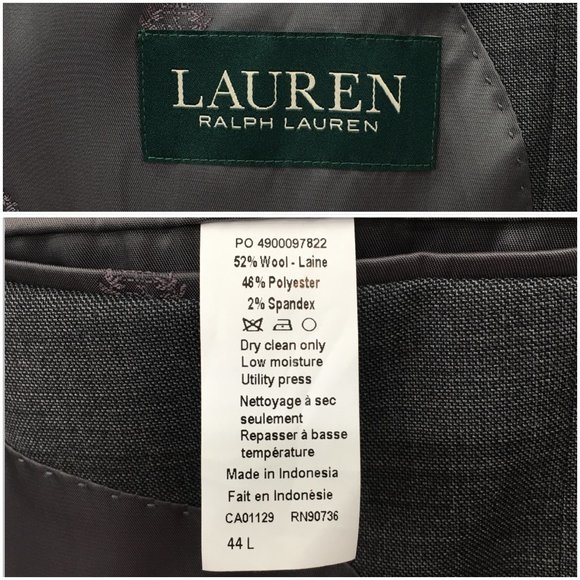 LAUREN
RALPH LAUREN
PO 4900097822
52% Wool - Laine
46% Polyester
2% Spandex
Dry clean only
Low moisture
Utility press
Nettoyage à sec
seulement
Repasser à basse
température
Made in Indonesia
Fait en Indonésie
CA01129 RN90736
44 L